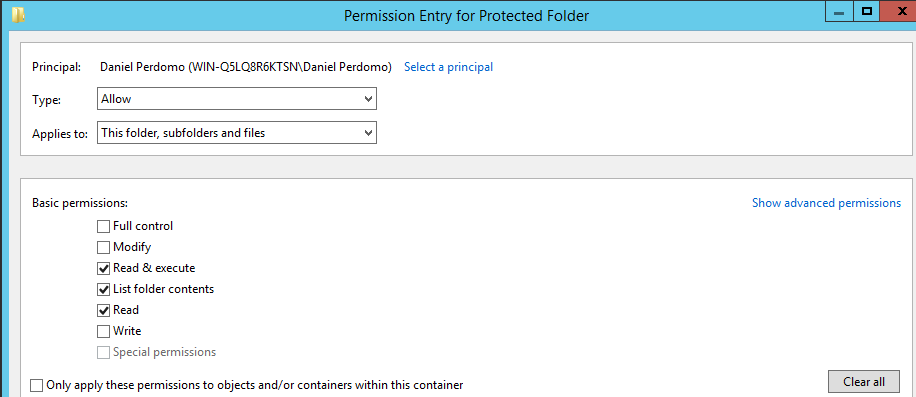 Permission Entry for Protected Folder
Principal: Daniel Perdomo (WIN-Q5LQ8R6KTSN\Daniel Perdomo) Select a principal
Type: Allow
Applies to: This folder, subfolders and files
Basic permissions: Show advanced permissions
Full control
Modify
Read & execute
List folder contents
Read
Write
Special permissions
Only apply these permissions to objects and/or containers within this container Clear all